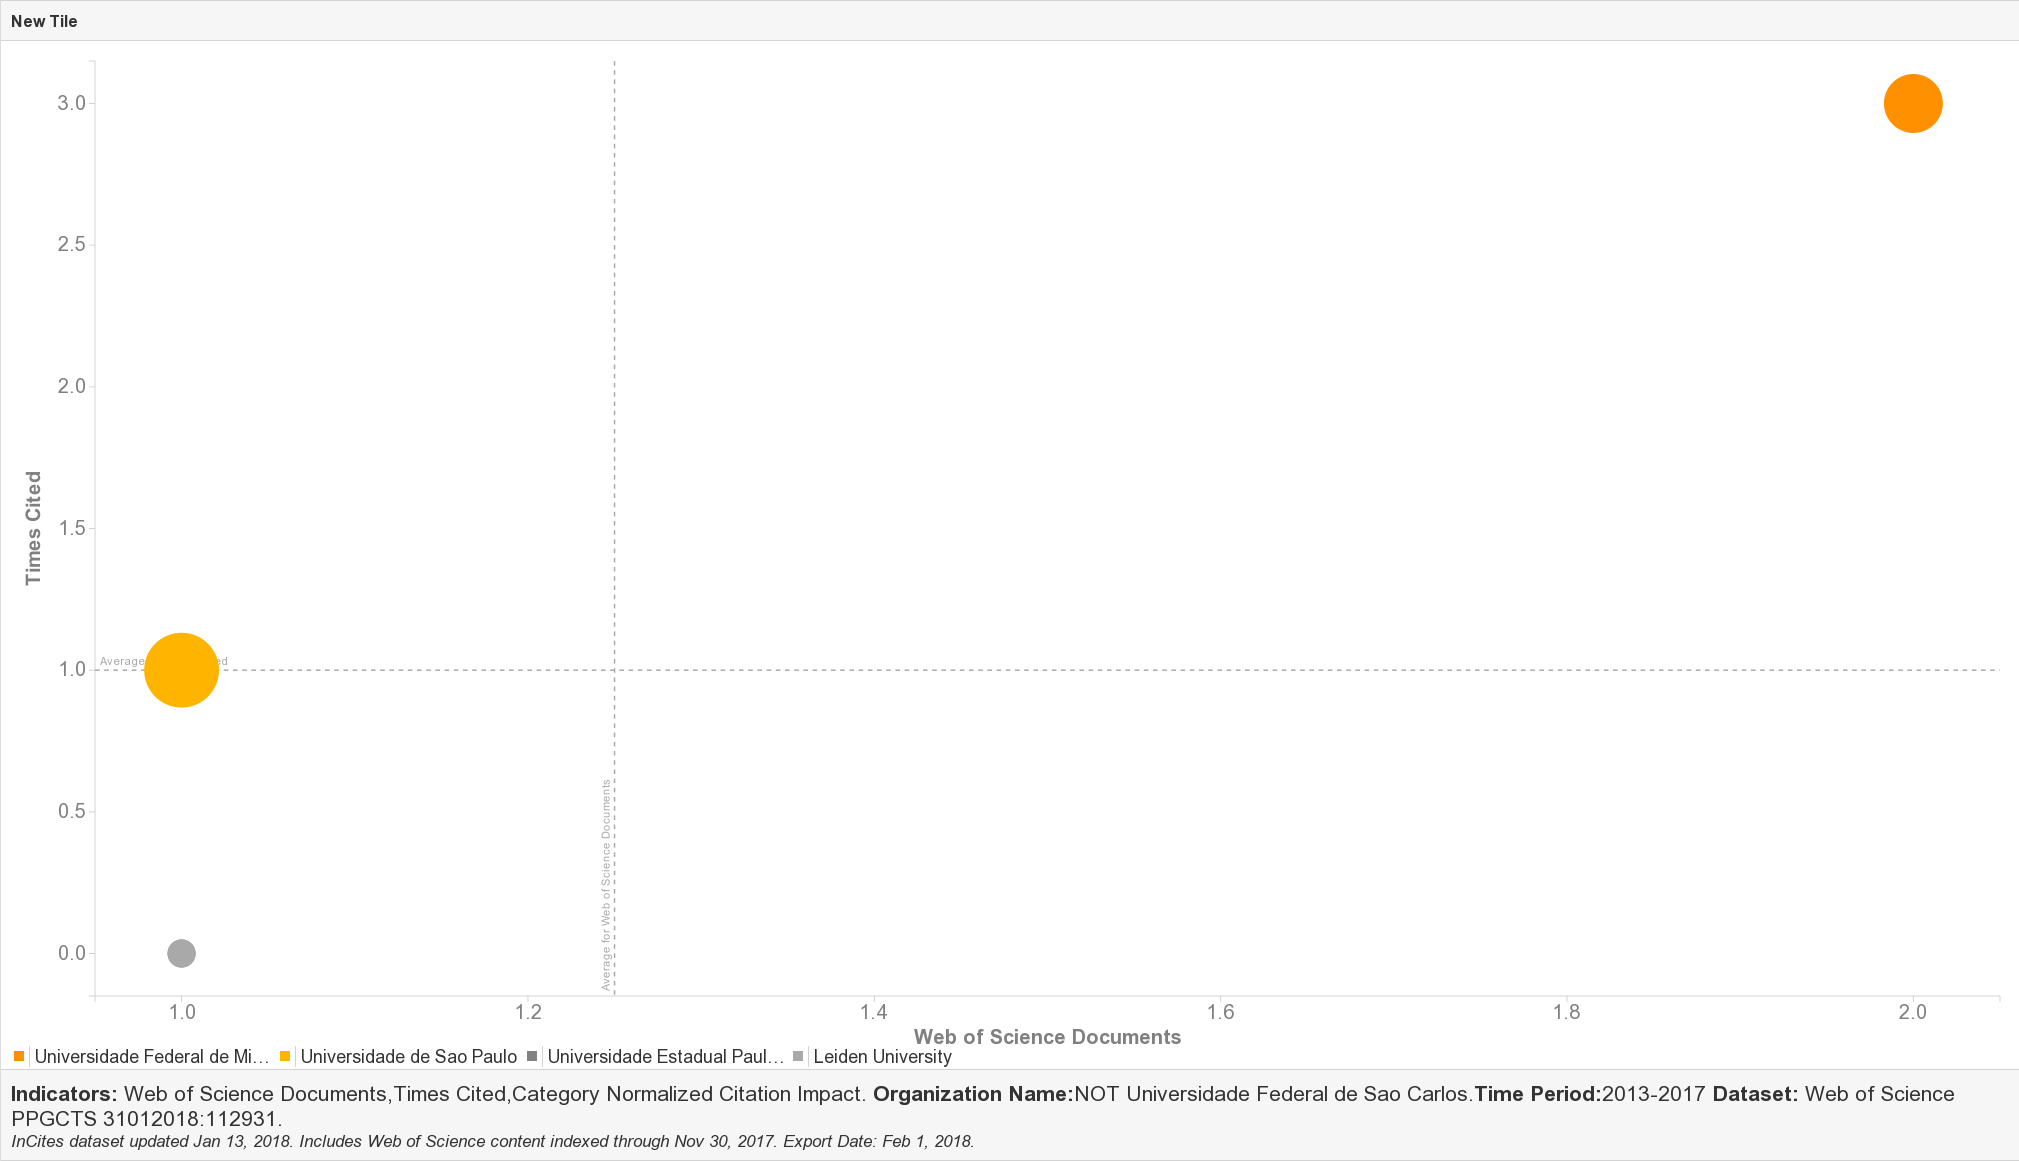 New Tile
3.0
2.5
2.0
1.5
1.0
0.5
0.0
Times Cited
Average ed
Average for Web of Science Documents
1.0 1.2 1.4 1.6 1.8 2.0
Web of Science Documents
Universidade Federal de Mi... Universidade de Sao Paulo Universidade Estadual Paul... Leiden University
Indicators: Web of Science Documents,Times Cited,Category Normalized Citation Impact. Organization Name:NOT Universidade Federal de Sao Carlos.Time Period:2013-2017 Dataset: Web of Science
PPGCTS 31012018:112931.
InCites dataset updated Jan 13, 2018. Includes Web of Science content indexed through Nov 30, 2017. Export Date: Feb 1, 2018.